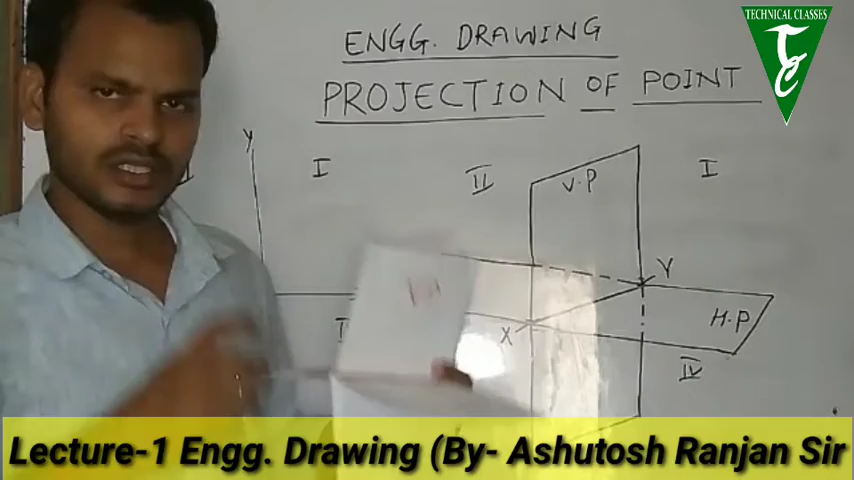 TECHNICAL CLASSES
ENGG. DRAWING
PROJECTION OF POINT
Y
I
II
V.P
I
Y
H.P
X
IV
Lecture-1 Engg. Drawing (By- Ashutosh Ranjan Sir